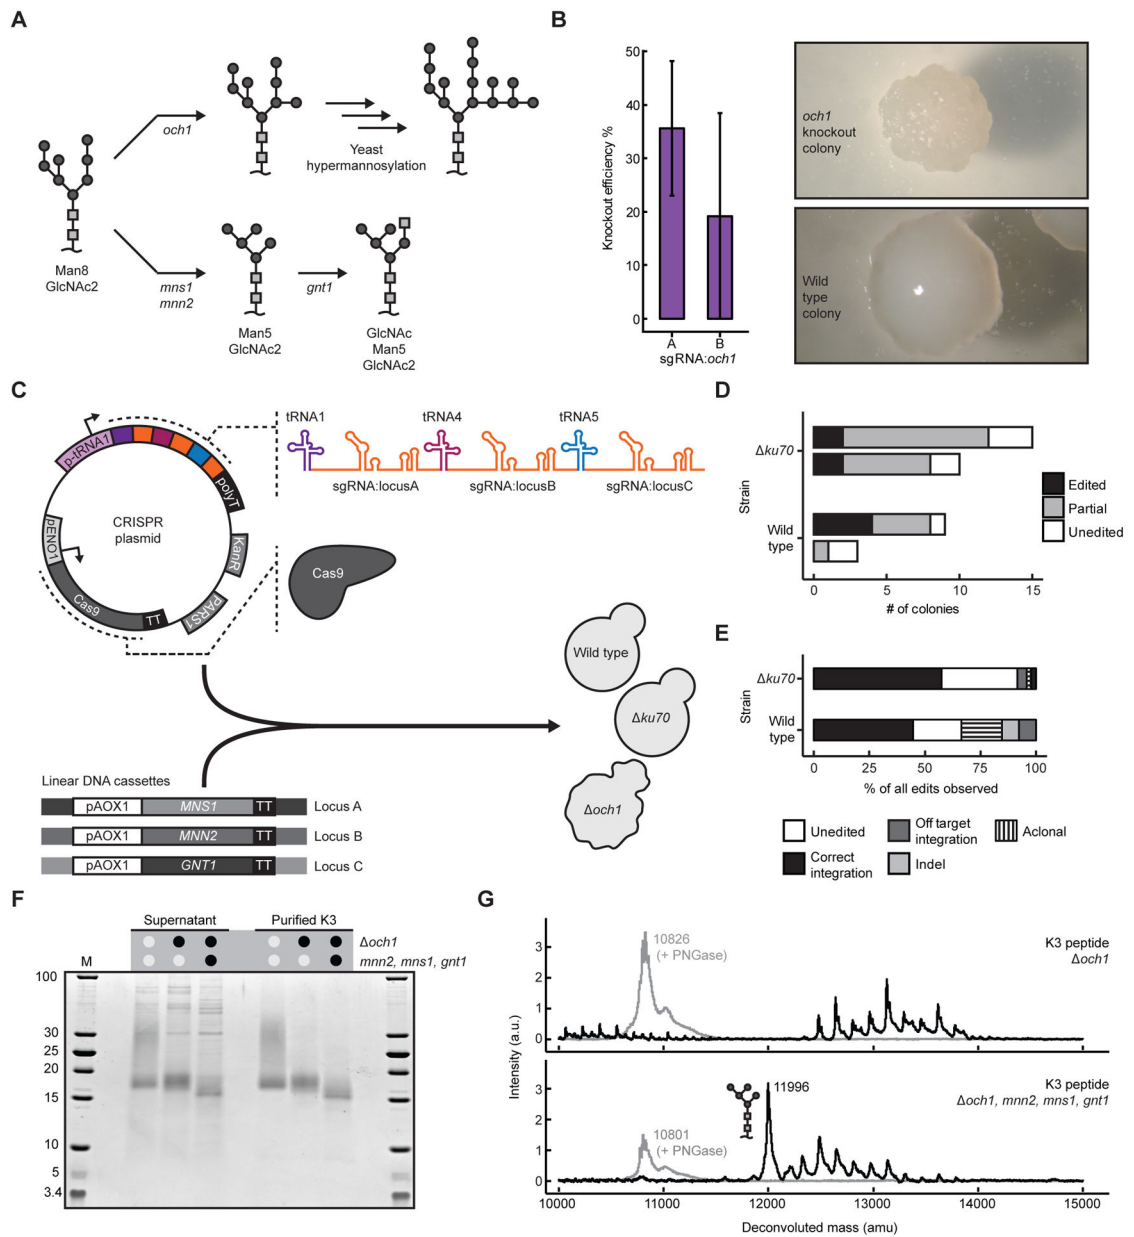 A
och1
Yeast
hypermannosylation
Man8
GlcNAc2
mns1
mnn2
gnt1
Man5
GlcNAc2
GlcNAc
Man5
GlcNAc2
B
Knockout efficiency %
50
40
30
20
10
0
A
B
sgRNA:och1
och1
knockout
colony
Wild
type
colony
C
p-tRNA1
polyT
pENO1
CRISPR
plasmid
KanR
Cas9
TT
PARS1
tRNA1
tRNA4
tRNA5
sgRNA:locusA
sgRNA:locusB
sgRNA:locusC
Cas9
Wild type
Δku70
Δoch1
Linear DNA cassettes
pAOX1
MNS1
TT
Locus A
pAOX1
MNN2
TT
Locus B
pAOX1
GNT1
TT
Locus C
D
Strain
Δku70
Wild
type
0
5
10
15
# of colonies
Edited
Partial
Unedited
E
Strain
Δku70
Wild
type
0
25
50
75
100
% of all edits observed
Unedited
Correct
integration
Off target
integration
Indel
Aclonal
F
Supernatant
Purified K3
Δoch1
mnn2, mns1, gnt1
M
100
30
25
20
15
10
5
3.4
G
Intensity (a.u.)
3
2
1
0
10826
(+ PNGase)
K3 peptide
Δoch1
3
2
1
0
10801
(+ PNGase)
11996
K3 peptide
Δoch1, mnn2, mns1, gnt1
10000
11000
12000
13000
14000
15000
Deconvoluted mass (amu)